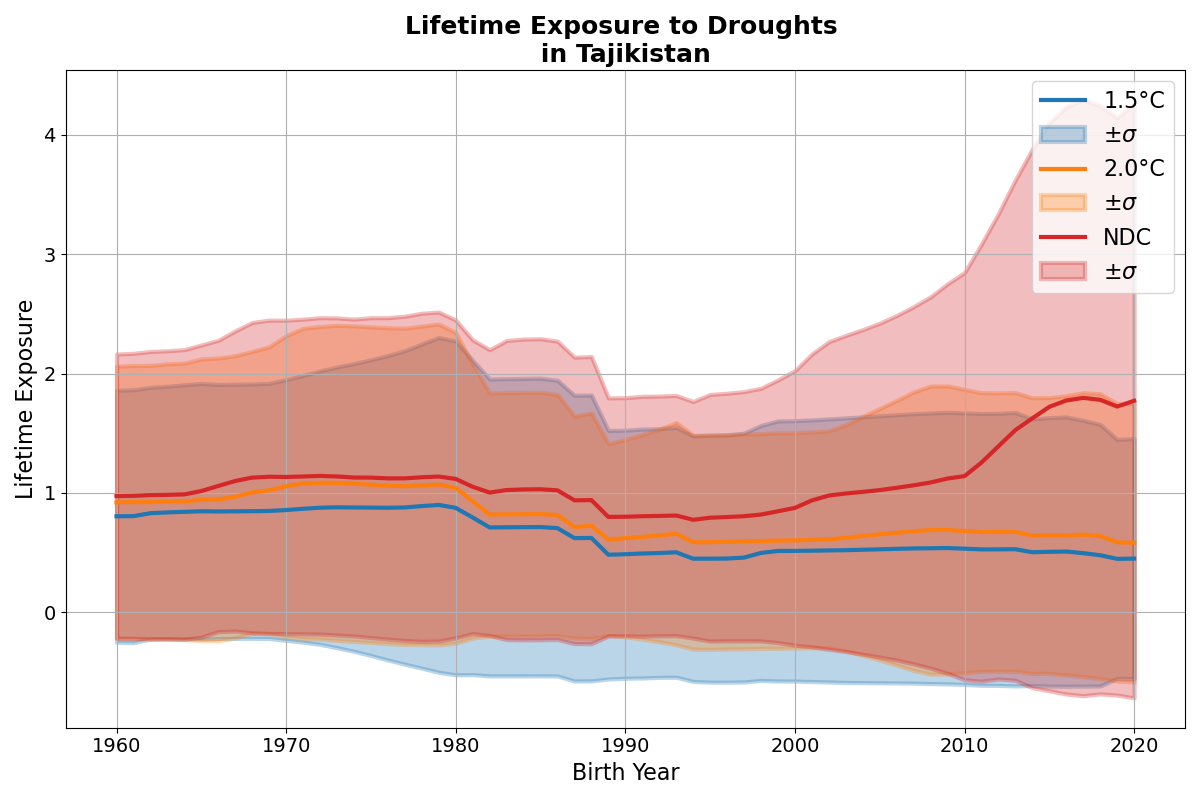 Lifetime Exposure to Droughts
in Tajikistan
Lifetime Exposure
4
3
2
1
0
1960
1970
1980
1990
2000
2010
2020
Birth Year
1.5°C
±σ
2.0°C
±σ
NDC
±σ